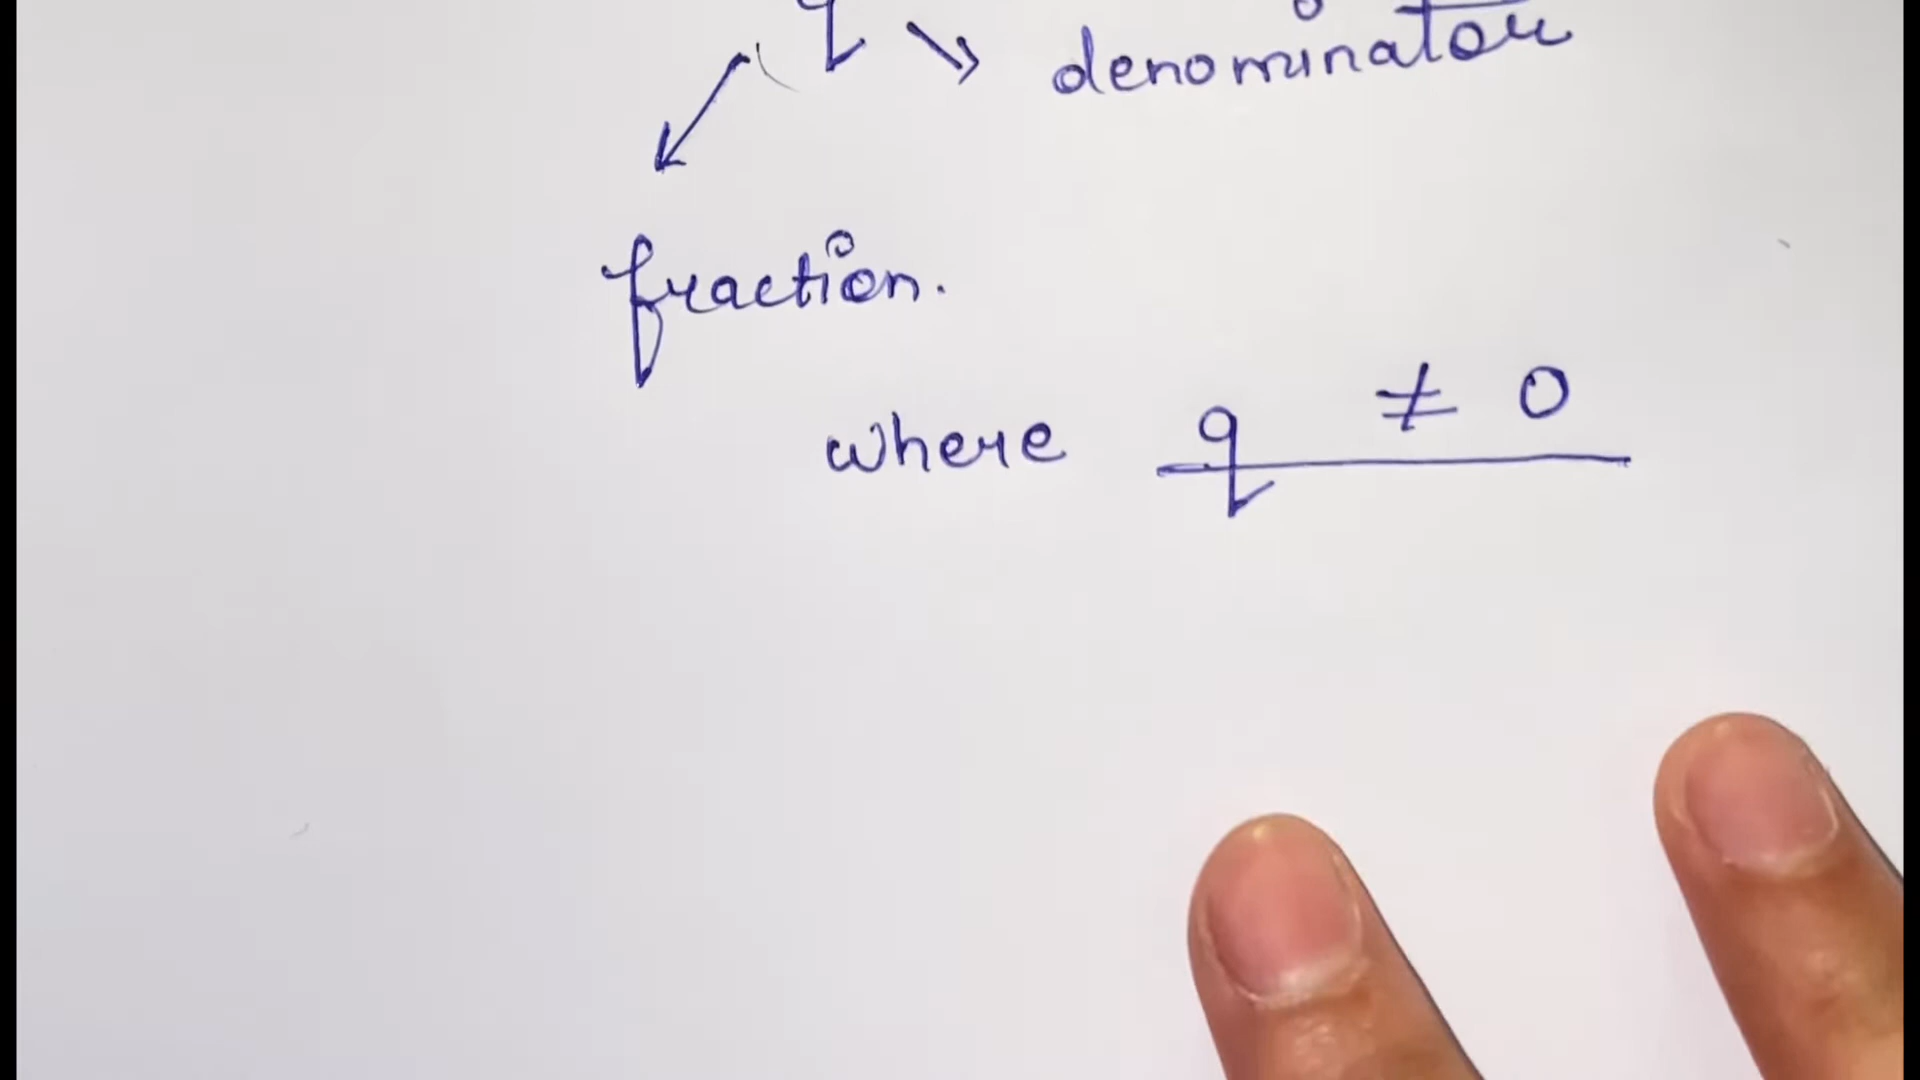 q ↘ denominator
fraction.
where q ≠ 0